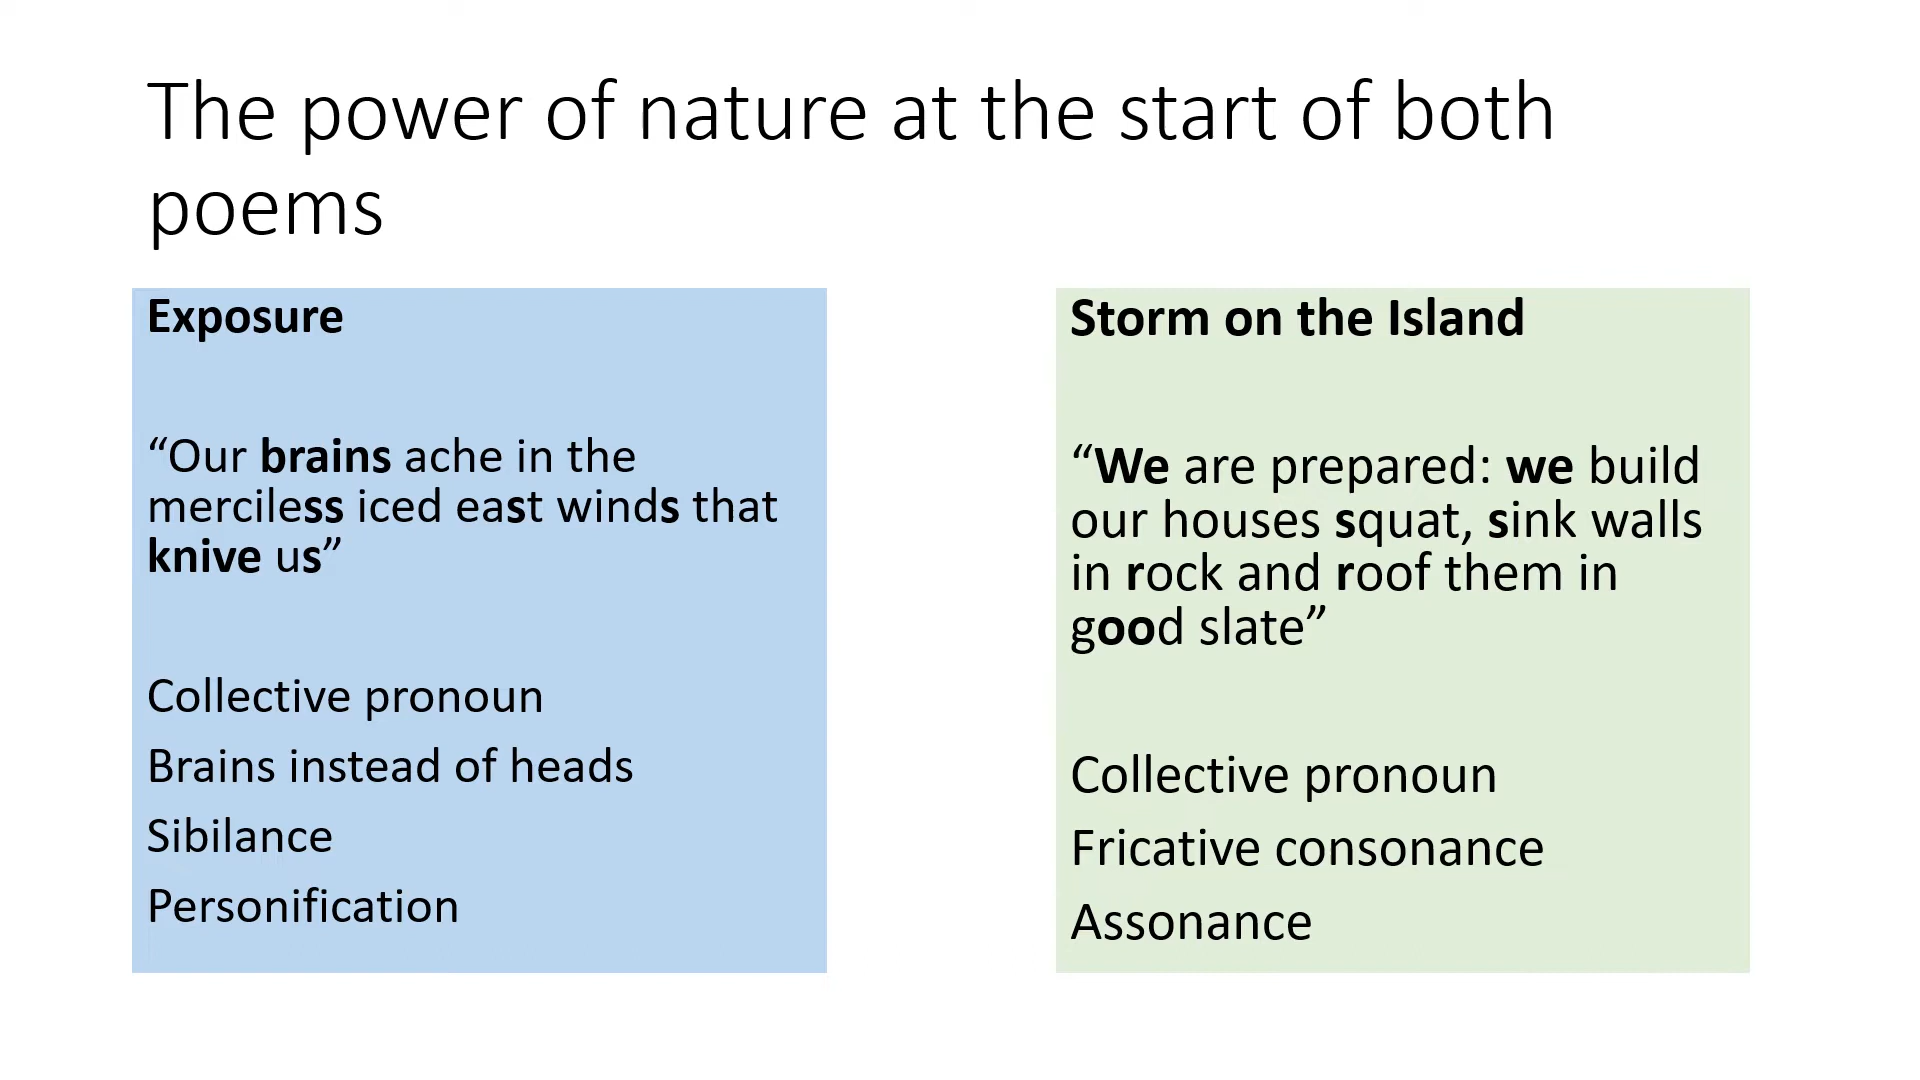 The power of nature at the start of both
poems
Exposure
“Our brains ache in the
merciless iced east winds that
knive us”
Collective pronoun
Brains instead of heads
Sibilance
Personification
Storm on the Island
“We are prepared: we build
our houses squat, sink walls
in rock and roof them in
good slate”
Collective pronoun
Fricative consonance
Assonance